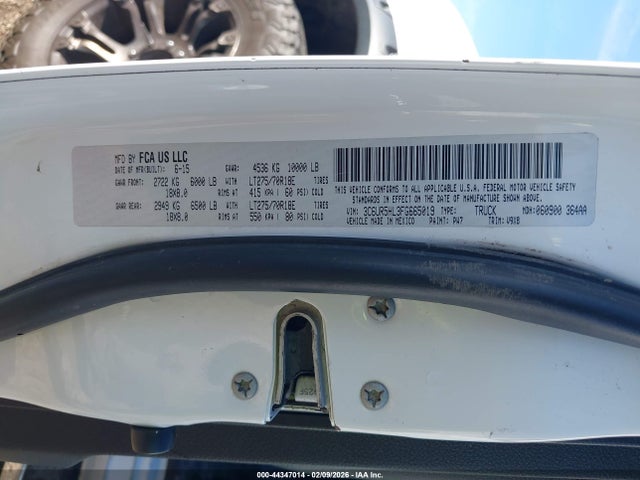 MFD BY FCA US LLC
DATE OF MFR(BUILT) 6-15 GVWR: 4536 KG 10000 LB
GAWR FRONT: 2722 KG 6000 LB WITH LT275/70R18E TIRES
18X8.0 RIMS AT 415 KPA( 60 PSI) COLD
GAWR REAR: 2949 KG 6500 LB WITH LT275/70R18E TIRES
18X8.0 RIMS AT 550 KPA( 80 PSI) COLD
THIS VEHICLE CONFORMS TO ALL APPLICABLE U.S.A. FEDERAL MOTOR VEHICLE SAFETY
STANDARDS IN EFFECT ON THE DATE OF MANUFACTURE SHOWN ABOVE.
VIN: 3C6UR5HL3FG665019 TYPE: TRUCK MDH: 060900 364AA
VEHICLE MADE IN MEXICO PAINT: PW7 TRIM: V9X8
000-44347014 - 02/09/2026 - IAAI.com